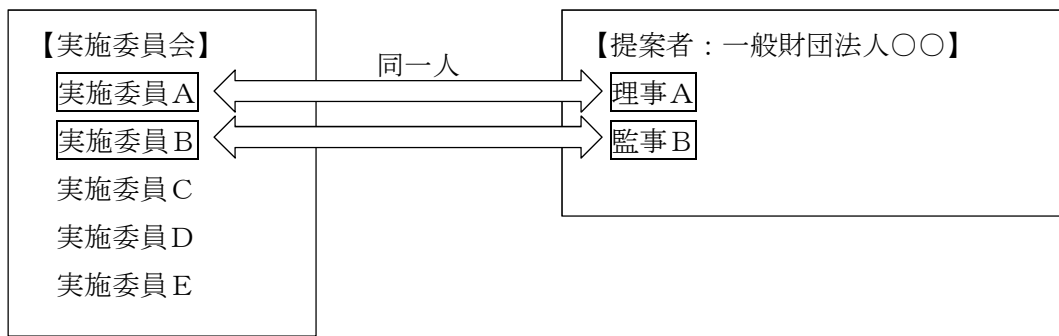 【実施委員会】
実施委員A
実施委員B
実施委員C
実施委員D
実施委員E
同一人
【提案者:一般財団法人○○】
理事A
監事B